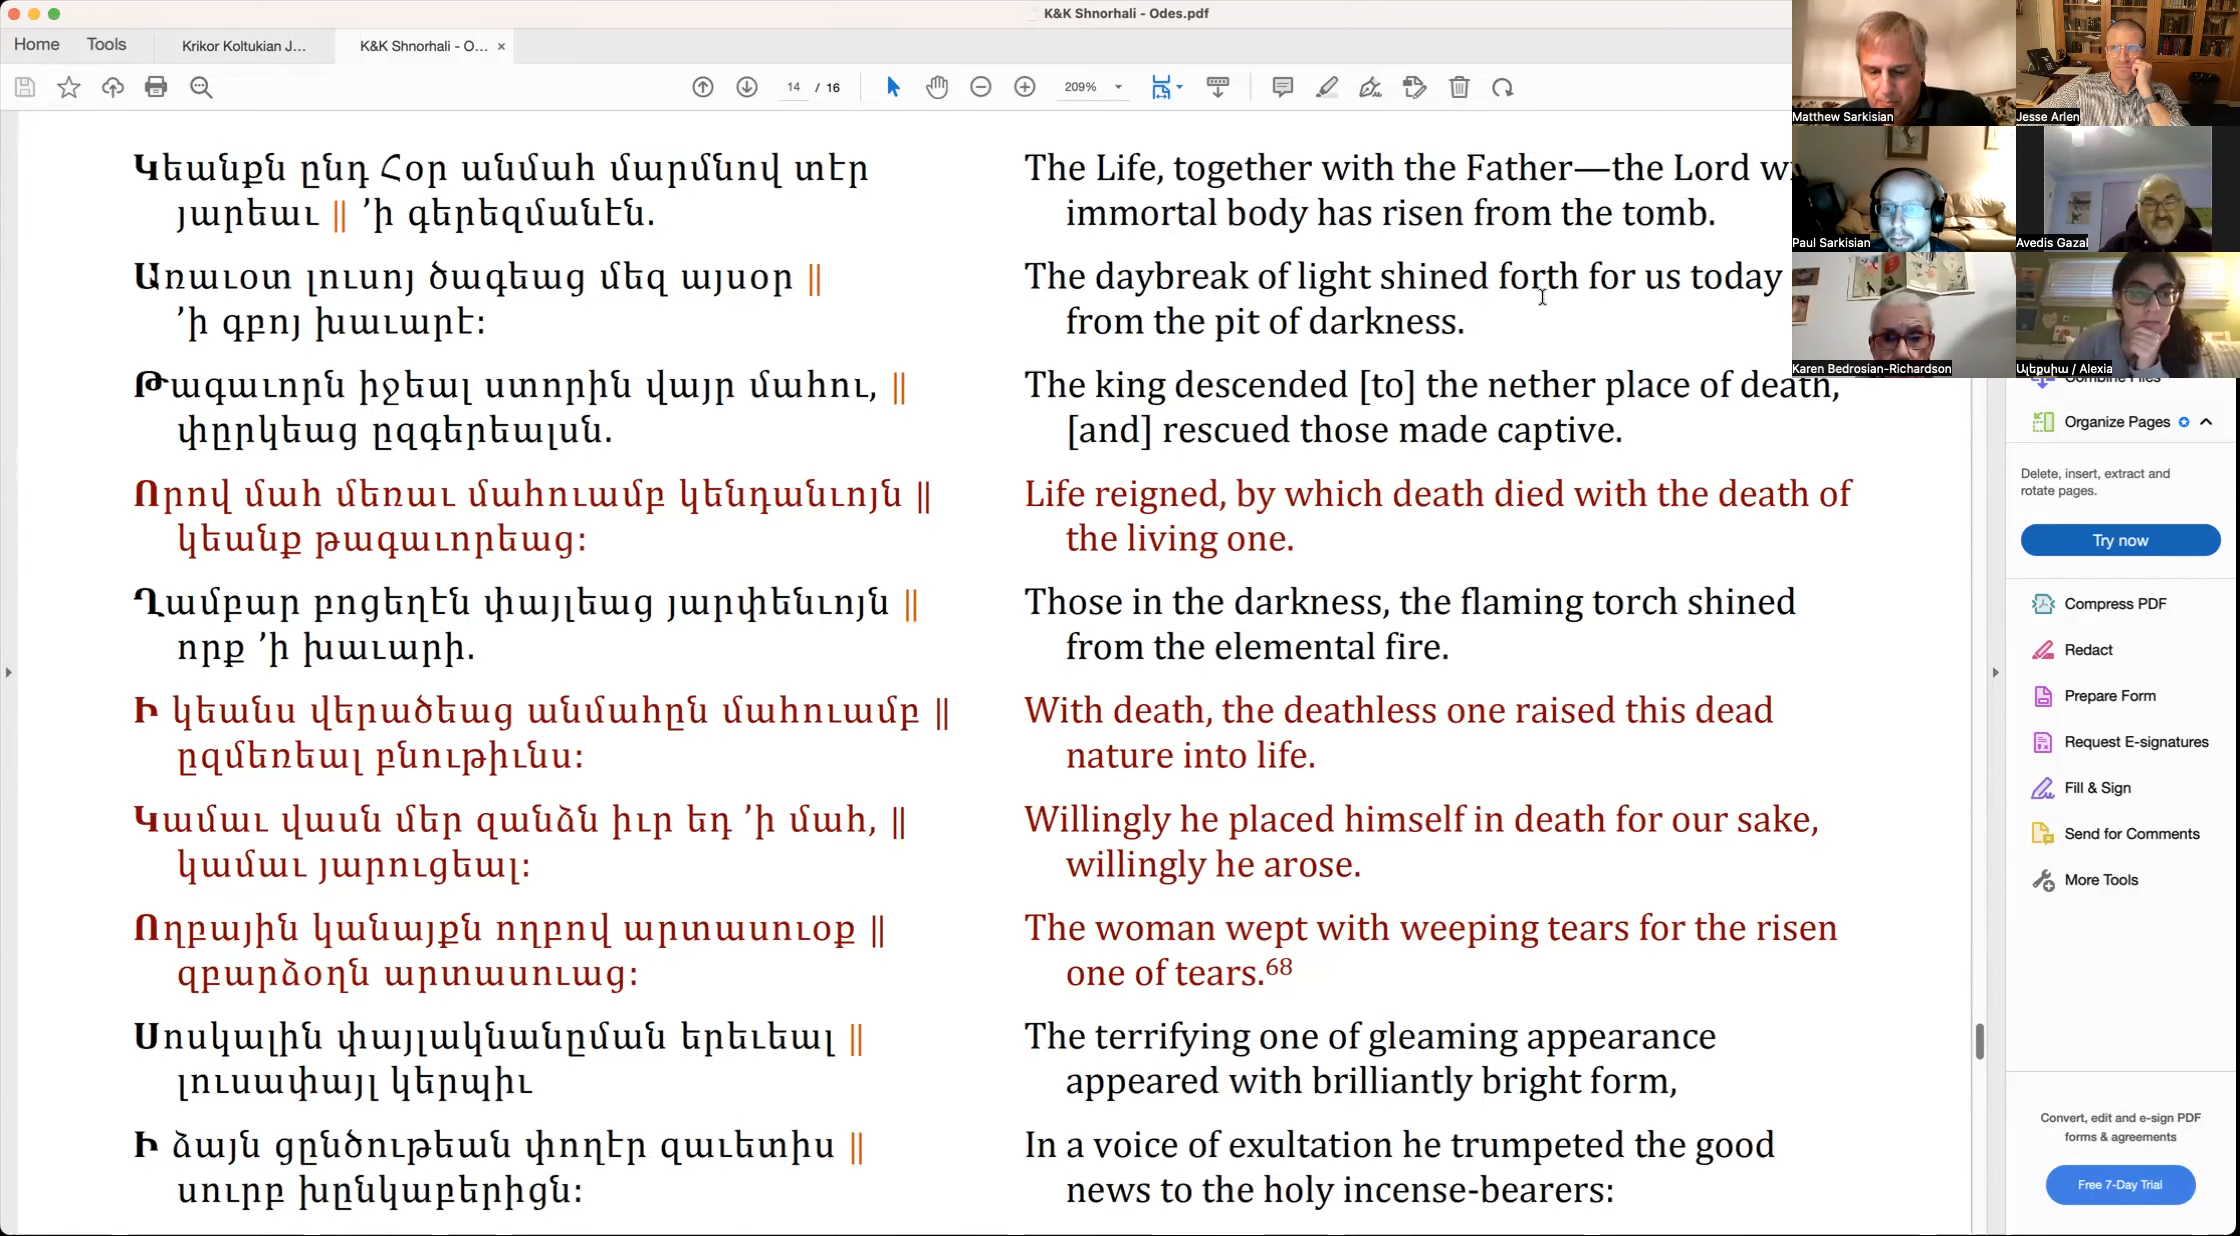 K&K Shnorhali - Odes.pdf
Home Tools Krikor Koltukian J... K&K Shnorhali - O... ×
14 / 16 209%
Matthew Sarkisian
Jesse Arlen
Paul Sarkisian
Avedis Gazal
Karen Bedrosian-Richardson
Ալեքսիա / Alexia
Կեանքն ընդ Հօր անմահ մարմնով տէր
յարեաւ || ՚ի գերեզմանէն.
Առաւօտ լուսոյ ծագեաց մեզ այսօր ||
՚ի գբոյ խաւարէ։
Թագաւորն իջեալ ստորին վայր մահու, ||
փըրկեաց ըզգերեալսն.
Որով մահ մեռաւ մահուամբ կենդանւոյն ||
կեանք թագաւորեաց։
Ղամբար բոցեղէն փայլեաց յարփենւոյն ||
որք ՚ի խաւարի.
Ի կեանս վերածեաց անմահըն մահուամբ ||
ըզմեռեալ բնութիւնս։
Կամաւ վասն մեր զանձն իւր եդ ՚ի մահ, ||
կամաւ յարուցեալ։
Ողբային կանայքն ողբով արտասուօք ||
զբարձօղն արտասուաց։
Սոսկալին փայլակնանըման երեւեալ ||
լուսափայլ կերպիւ
Ի ձայն ցընծութեան փողէր զաւետիս ||
սուրբ խընկաբերիցն։
The Life, together with the Father—the Lord
immortal body has risen from the tomb.
The daybreak of light shined forth for us today
from the pit of darkness.
The king descended [to] the nether place of death,
[and] rescued those made captive.
Life reigned, by which death died with the death of
the living one.
Those in the darkness, the flaming torch shined
from the elemental fire.
With death, the deathless one raised this dead
nature into life.
Willingly he placed himself in death for our sake,
willingly he arose.
The woman wept with weeping tears for the risen
one of tears.68
The terrifying one of gleaming appearance
appeared with brilliantly bright form,
In a voice of exultation he trumpeted the good
news to the holy incense-bearers:
Combine Files
Organize Pages
Delete, insert, extract and
rotate pages.
Try now
Compress PDF
Redact
Prepare Form
Request E-signatures
Fill & Sign
Send for Comments
More Tools
Convert, edit and e-sign PDF
forms & agreements
Free 7-Day Trial